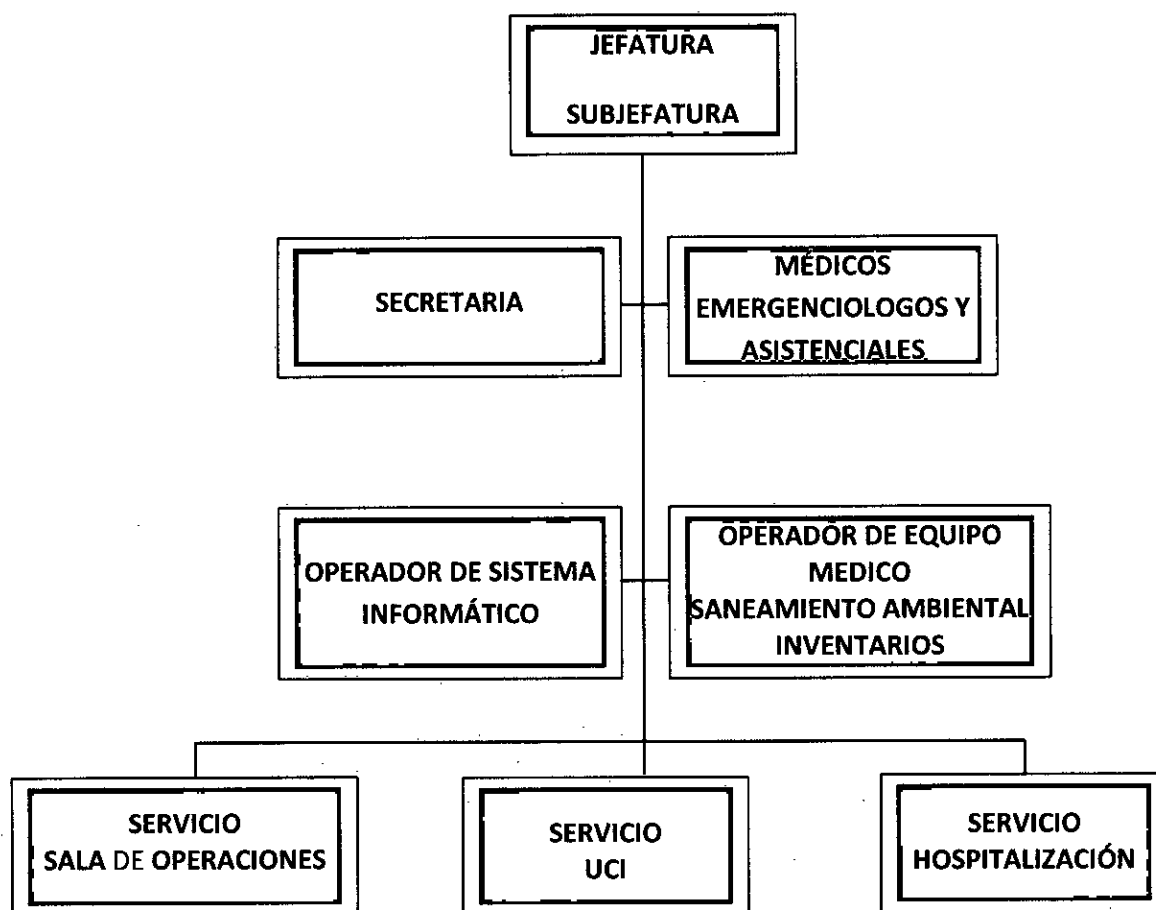 JEFATURA
SUBJEFATURA
SECRETARIA
MÉDICOS
EMERGENCIOLOGOS Y
ASISTENCIALES
OPERADOR DE SISTEMA
INFORMÁTICO
OPERADOR DE EQUIPO
MEDICO
SANEAMIENTO AMBIENTAL
INVENTARIOS
SERVICIO
SALA DE OPERACIONES
SERVICIO
UCI
SERVICIO
HOSPITALIZACIÓN